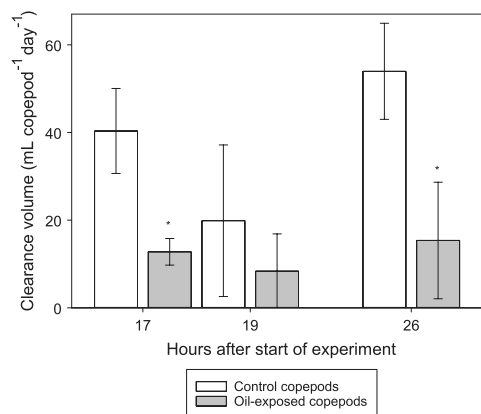 Clearance volume (mL copepod⁻¹ day⁻¹)
60
40
20
0
*
*
17
19
26
Hours after start of experiment
Control copepods
Oil-exposed copepods